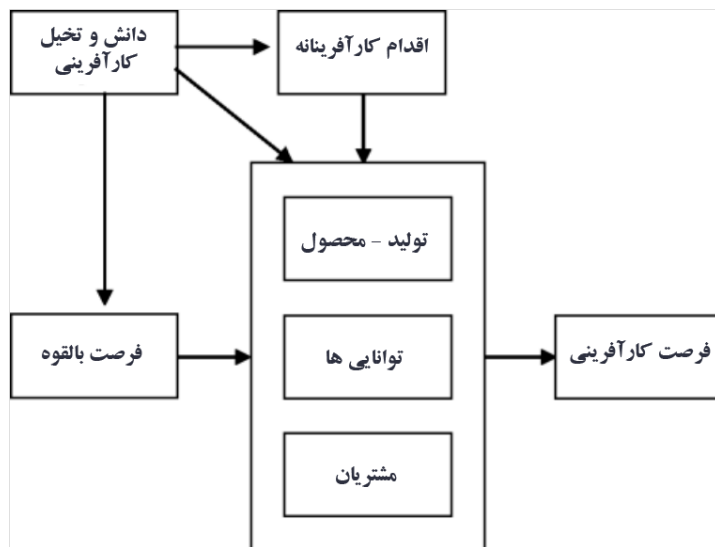 دانش و تخیل
کارآفرینی
اقدام کارآفرینانه
تولید - محصول
فرصت بالقوه
توانایی ها
فرصت کارآفرینی
مشتریان